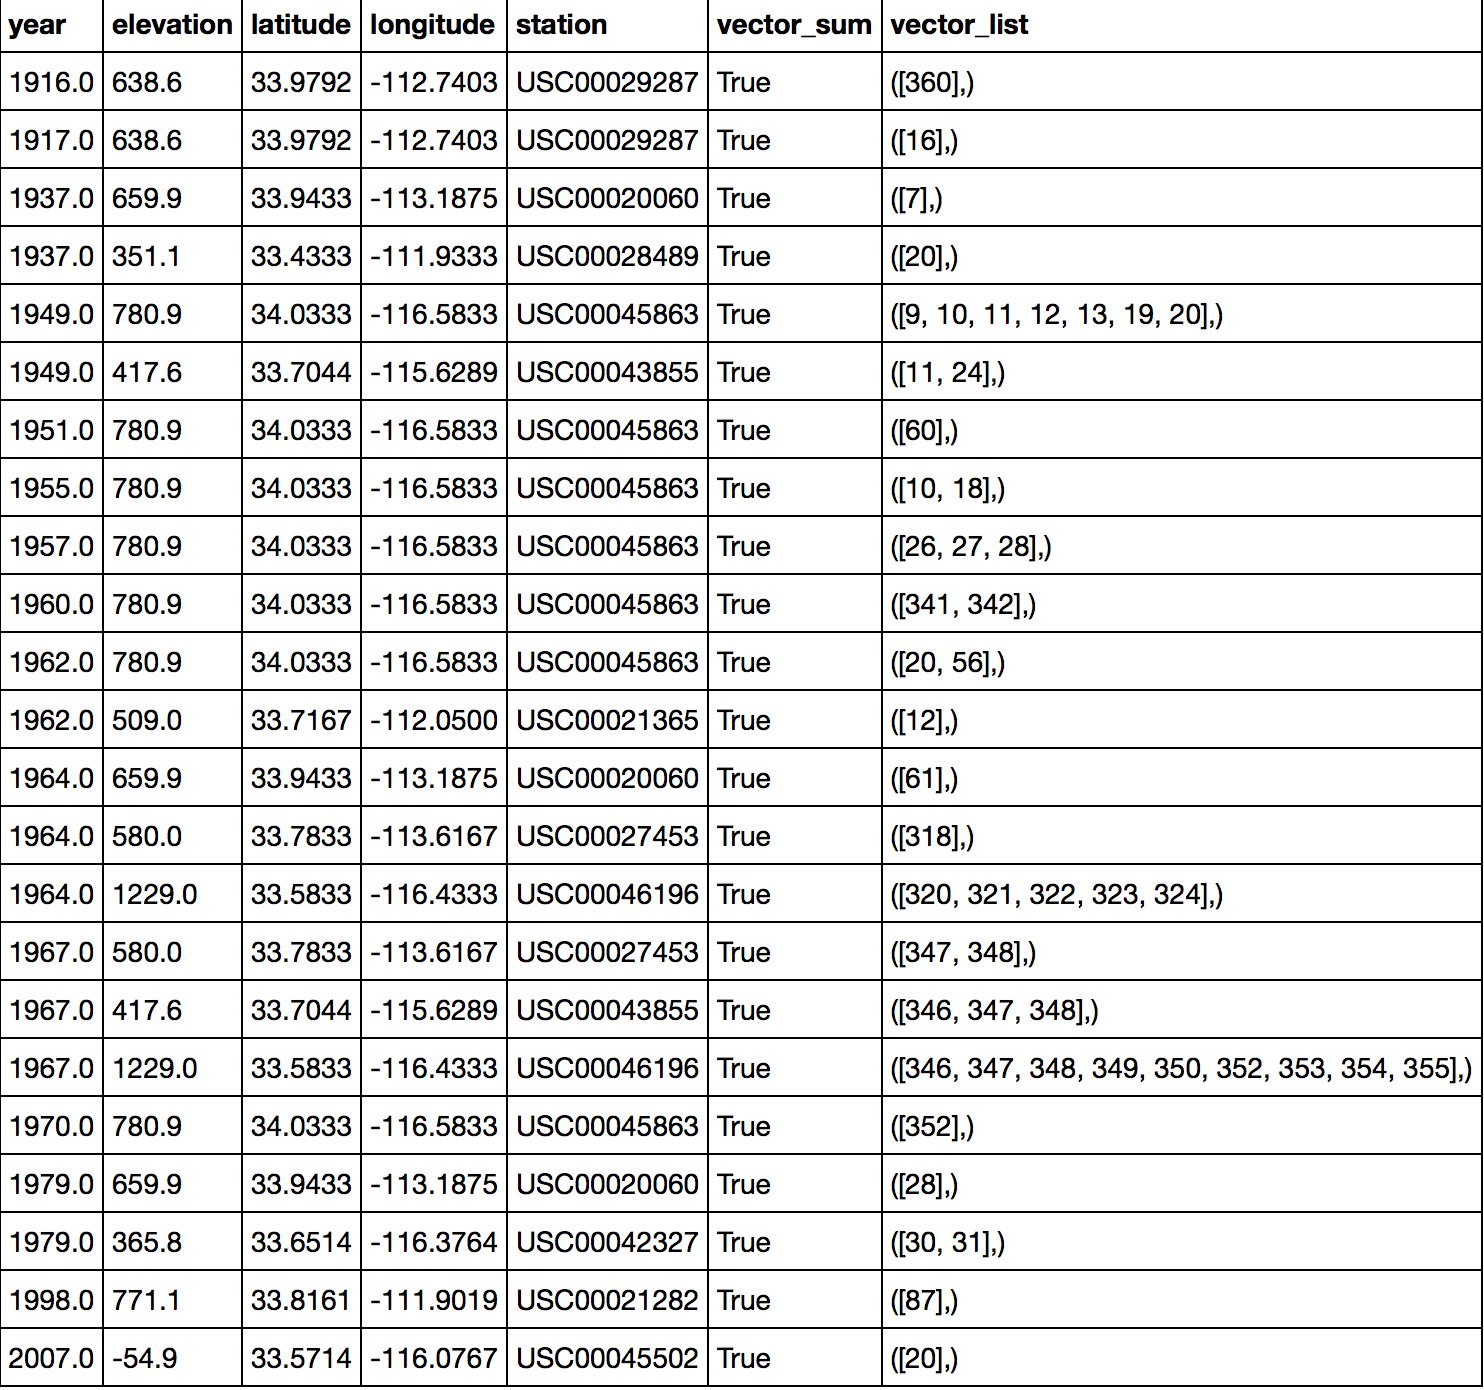 year elevation latitude longitude station vector_sum vector_list
1916.0 638.6 33.9792 -112.7403 USC00029287 True ([360],)
1917.0 638.6 33.9792 -112.7403 USC00029287 True ([16],)
1937.0 659.9 33.9433 -113.1875 USC00020060 True ([7],)
1937.0 351.1 33.4333 -111.9333 USC00028489 True ([20],)
1949.0 780.9 34.0333 -116.5833 USC00045863 True ([9, 10, 11, 12, 13, 19, 20],)
1949.0 417.6 33.7044 -115.6289 USC00043855 True ([11, 24],)
1951.0 780.9 34.0333 -116.5833 USC00045863 True ([60],)
1955.0 780.9 34.0333 -116.5833 USC00045863 True ([10, 18],)
1957.0 780.9 34.0333 -116.5833 USC00045863 True ([26, 27, 28],)
1960.0 780.9 34.0333 -116.5833 USC00045863 True ([341, 342],)
1962.0 780.9 34.0333 -116.5833 USC00045863 True ([20, 56],)
1962.0 509.0 33.7167 -112.0500 USC00021365 True ([12],)
1964.0 659.9 33.9433 -113.1875 USC00020060 True ([61],)
1964.0 580.0 33.7833 -113.6167 USC00027453 True ([318],)
1964.0 1229.0 33.5833 -116.4333 USC00046196 True ([320, 321, 322, 323, 324],)
1967.0 580.0 33.7833 -113.6167 USC00027453 True ([347, 348],)
1967.0 417.6 33.7044 -115.6289 USC00043855 True ([346, 347, 348],)
1967.0 1229.0 33.5833 -116.4333 USC00046196 True ([346, 347, 348, 349, 350, 352, 353, 354, 355],)
1970.0 780.9 34.0333 -116.5833 USC00045863 True ([352],)
1979.0 659.9 33.9433 -113.1875 USC00020060 True ([28],)
1979.0 365.8 33.6514 -116.3764 USC00042327 True ([30, 31],)
1998.0 771.1 33.8161 -111.9019 USC00021282 True ([87],)
2007.0 -54.9 33.5714 -116.0767 USC00045502 True ([20],)